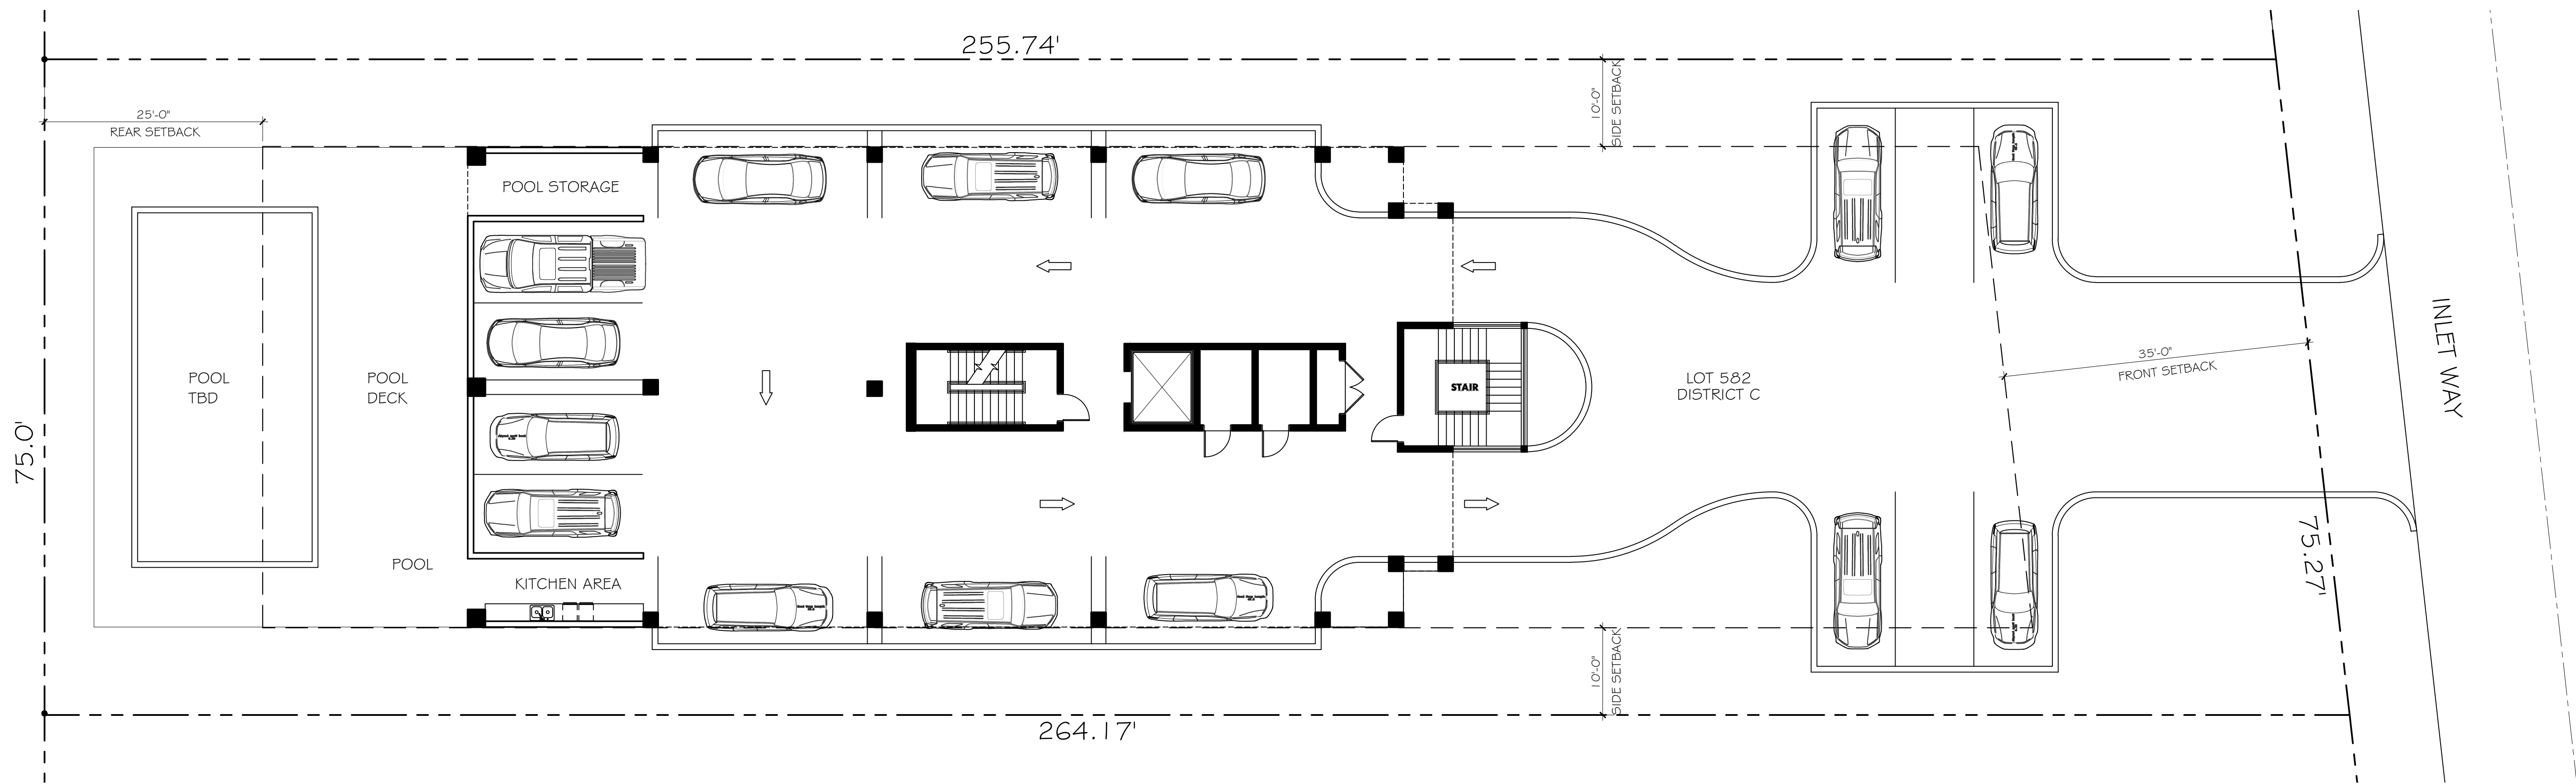 255.74'
25'-0"
REAR SETBACK
10'-0"
SIDE SETBACK
POOL STORAGE
INLET WAY
35'-0"
FRONT SETBACK
POOL
TBD
POOL
DECK
STAIR
LOT 582
DISTRICT C
75.0'
75.27'
POOL
KITCHEN AREA
10'-0"
SIDE SETBACK
264.17'